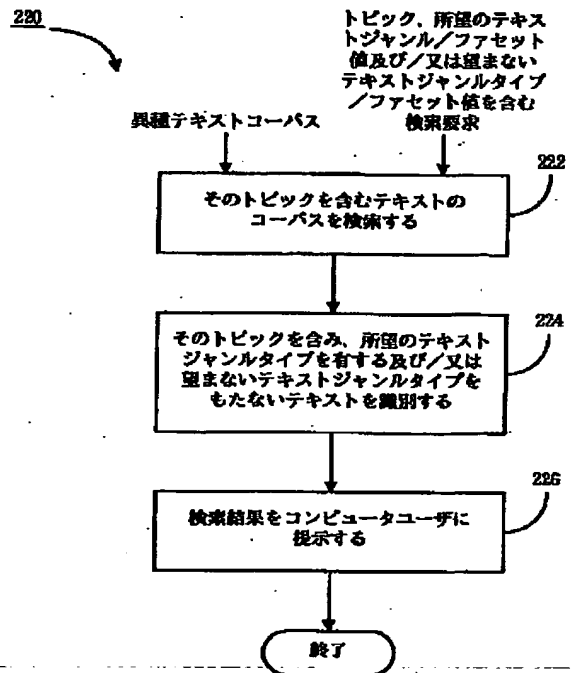 220
トピック、所望のテキス
トジャンル/ファセット
値及び/又は望まない
テキストジャンルタイプ
/ファセット値を含む
検索要求
異種テキストコーパス
222
そのトピックを含むテキストの
コーパスを検索する
224
そのトピックを含み、所望のテキスト
ジャンルタイプを有する及び/又は
望まないテキストジャンルタイプを
もたないテキストを識別する
226
検索結果をコンピュータユーザに
提示する
終了